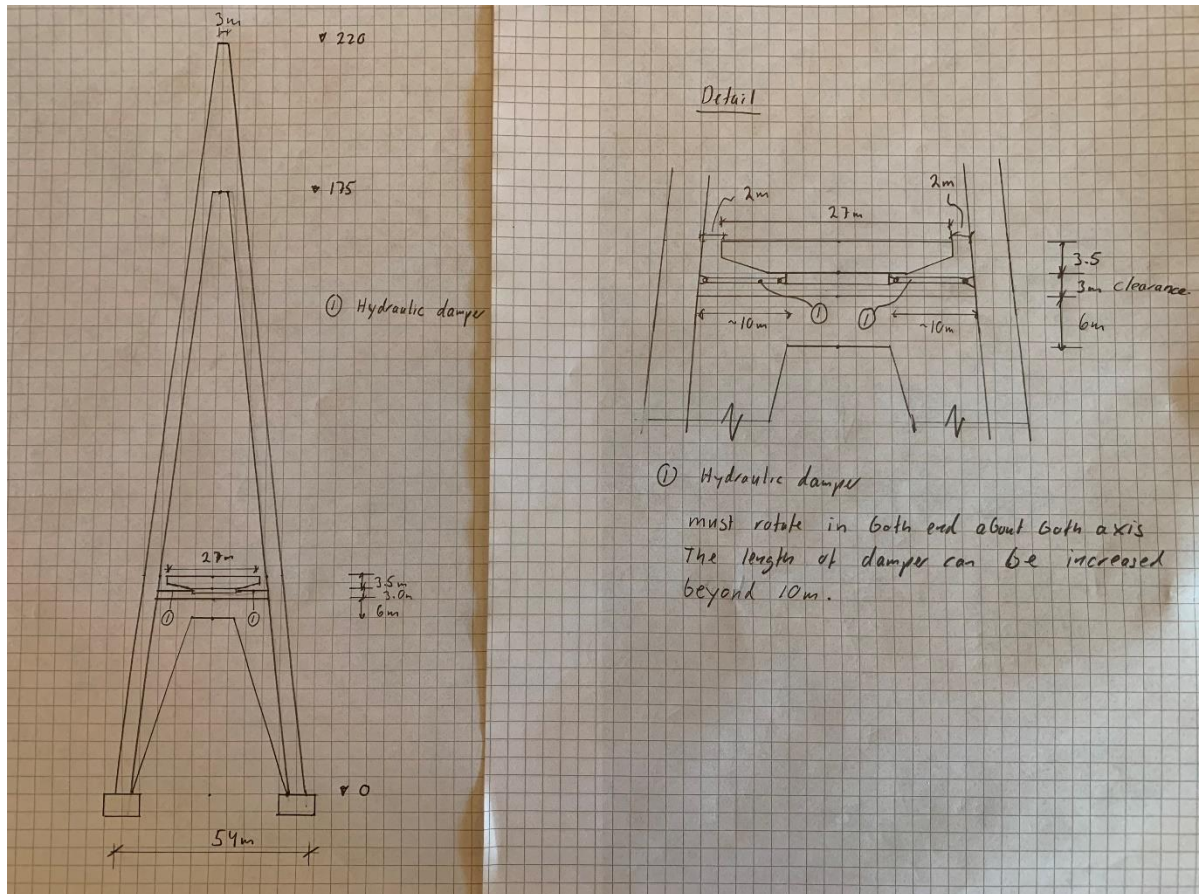 3m
▼ 220
▼ 175
① Hydraulic damper
27m
3.5m
3.0m
6m
① ①
▼ 0
54m
Detail
2m 2m
27m
3.5
3m clearance
6m
~10m ① ① ~10m
① Hydraulic damper
must rotate in both end about both axis
The length of damper can be increased
beyond 10m.